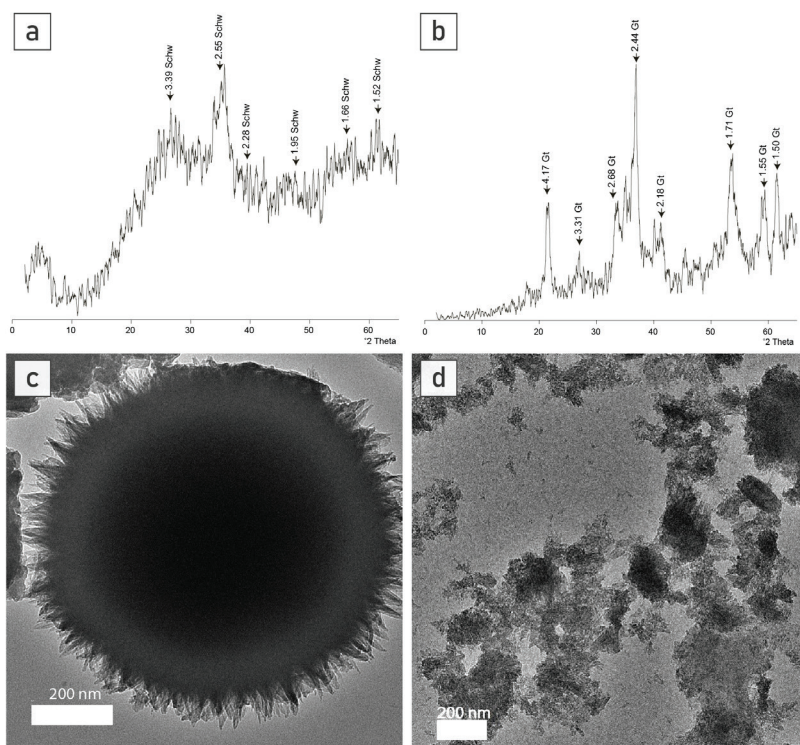 a
3.39 Schw
2.55 Schw
2.28 Schw
1.95 Schw
1.66 Schw
1.52 Schw
0 10 20 30 40 50 60
°2 Theta
b
4.17 Gt
3.31 Gt
2.68 Gt
2.44 Gt
2.18 Gt
1.71 Gt
1.55 Gt
1.50 Gt
0 10 20 30 40 50 60
°2 Theta
c
200 nm
d
200 nm